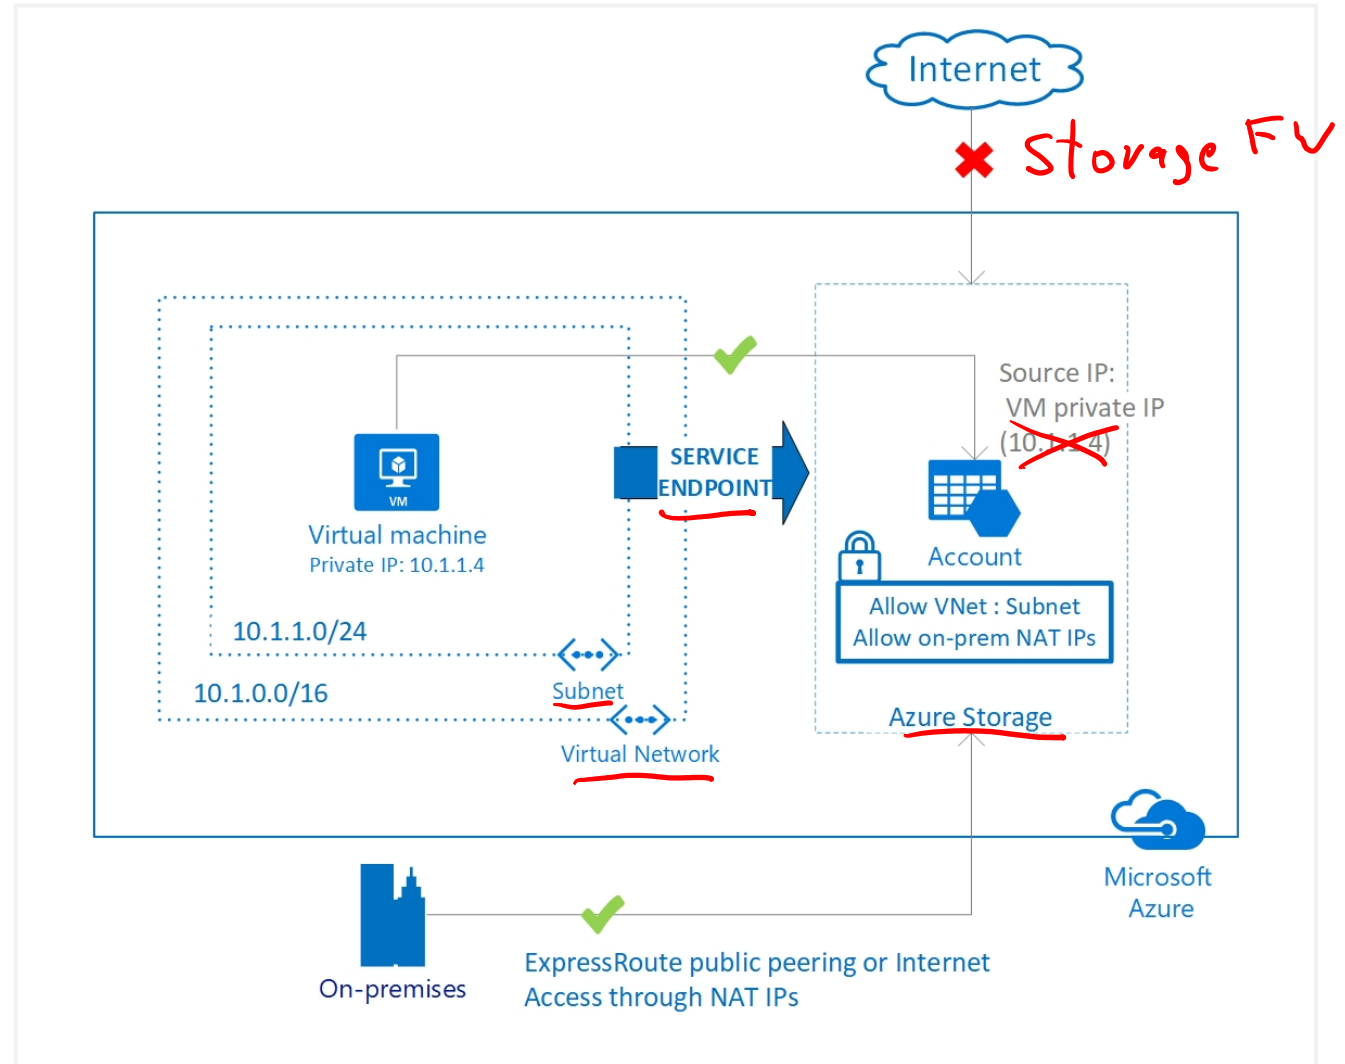 Internet
Storage FW
Source IP:
VM private IP
(10.1.1.4)
SERVICE
ENDPOINT
VM
Virtual machine
Private IP: 10.1.1.4
Account
Allow VNet : Subnet
Allow on-prem NAT IPs
10.1.1.0/24
10.1.0.0/16
Subnet
Azure Storage
Virtual Network
Microsoft
Azure
On-premises
ExpressRoute public peering or Internet
Access through NAT IPs